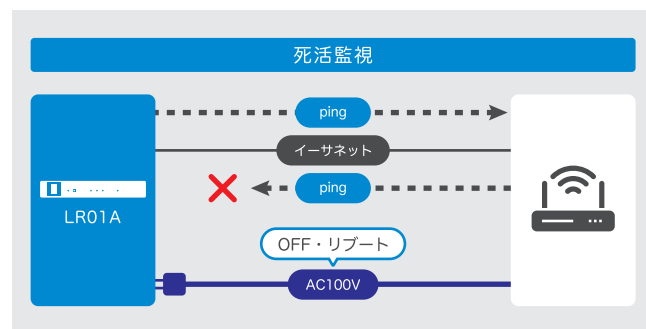 死活監視
ping
イーサネット
ping
LR01A
OFF・リブート
AC100V